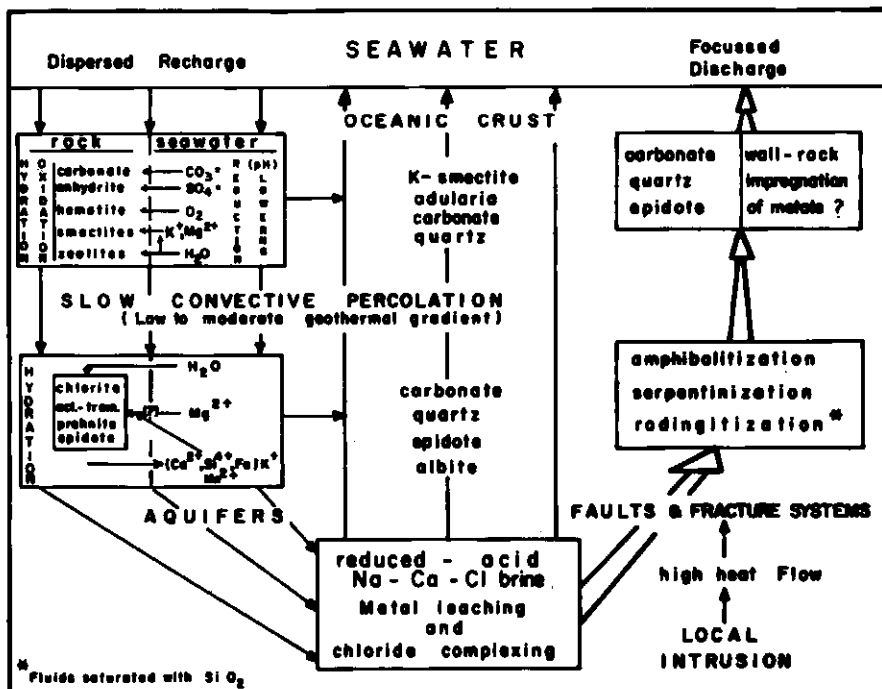 SEAWATER
Dispersed Recharge
Focussed
Discharge
OCEANIC CRUST
rock seawater
HYDRATION
OXIDATION
REDUCTION
(pH) LOWERING
carbonate CO3=
anhydrite SO4=
hematite O2
smectites K+,Mg2+
zeolites H2O
K-smectite
adularia
carbonate
quartz
carbonate
quartz
epidote
wall-rock
impregnation
of metals ?
SLOW CONVECTIVE PERCOLATION
(Low to moderate geothermal gradient)
HYDRATION
H2O
chlorite
act.-trem.
prehnite
epidote
(?)
Mg2+
(Ca2+,Si4+,Fe)K+
carbonate
quartz
epidote
albite
amphibolitization
serpentinization
rodingitization*
AQUIFERS
FAULTS & FRACTURE SYSTEMS
reduced - acid
Na - Ca - Cl brine
Metal leaching
and
chloride complexing
high heat Flow
LOCAL
INTRUSION
*Fluids saturated with SiO2